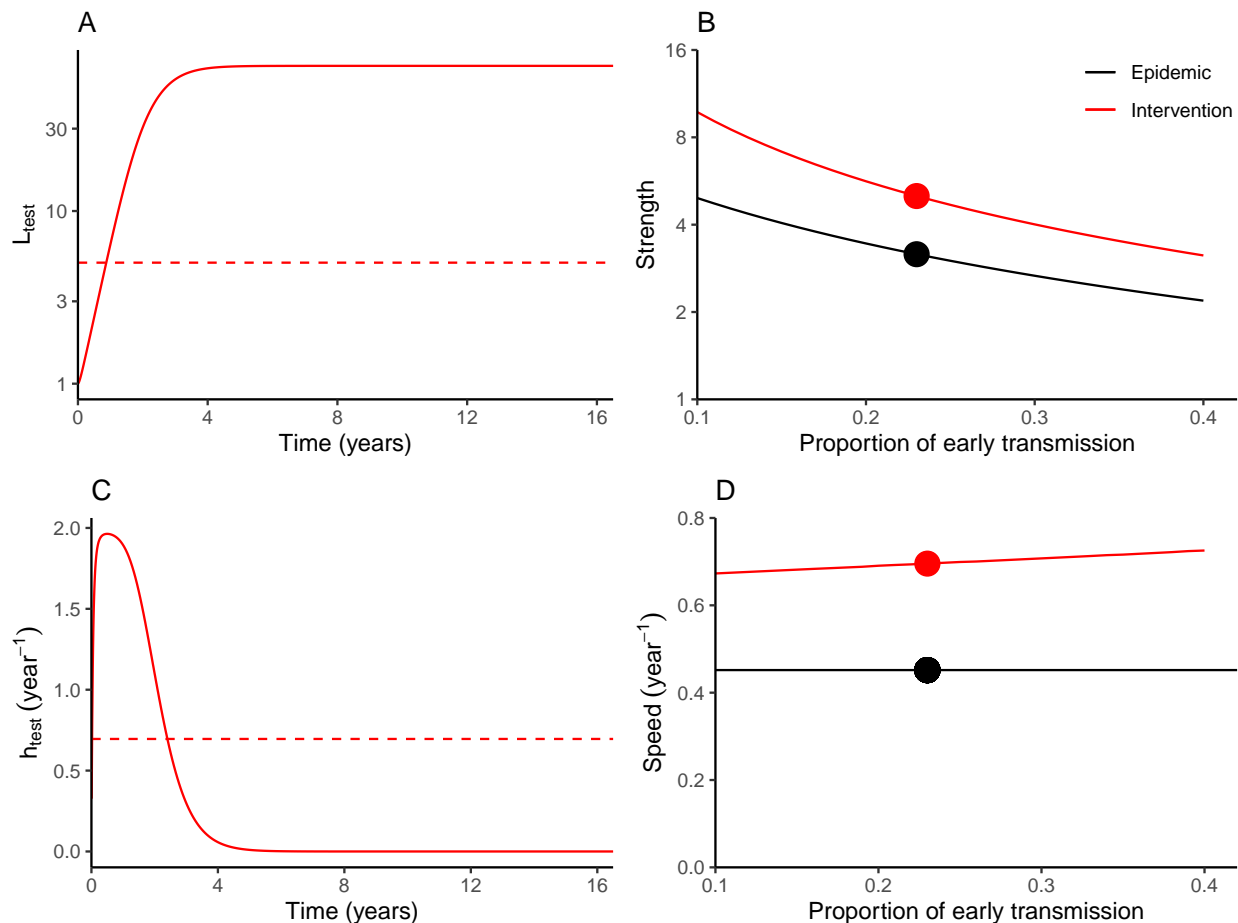 A
L_test
30
10
3
1
0
4
8
12
16
Time (years)
B
Strength
16
8
4
2
1
0.1
0.2
0.3
0.4
Proportion of early transmission
Epidemic
Intervention
C
h_test (year⁻¹)
2.0
1.5
1.0
0.5
0.0
0
4
8
12
16
Time (years)
D
Speed (year⁻¹)
0.8
0.6
0.4
0.2
0.0
0.1
0.2
0.3
0.4
Proportion of early transmission